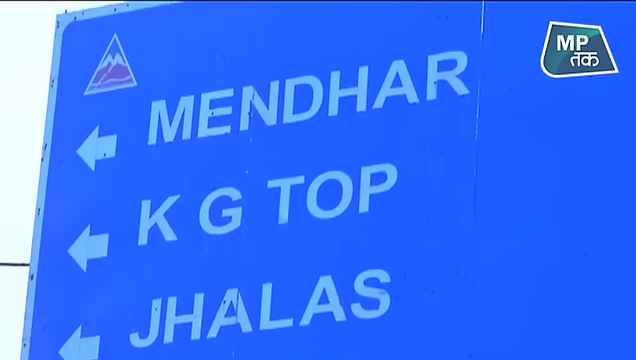 MP
तक
MENDHAR
K G TOP
JHALAS